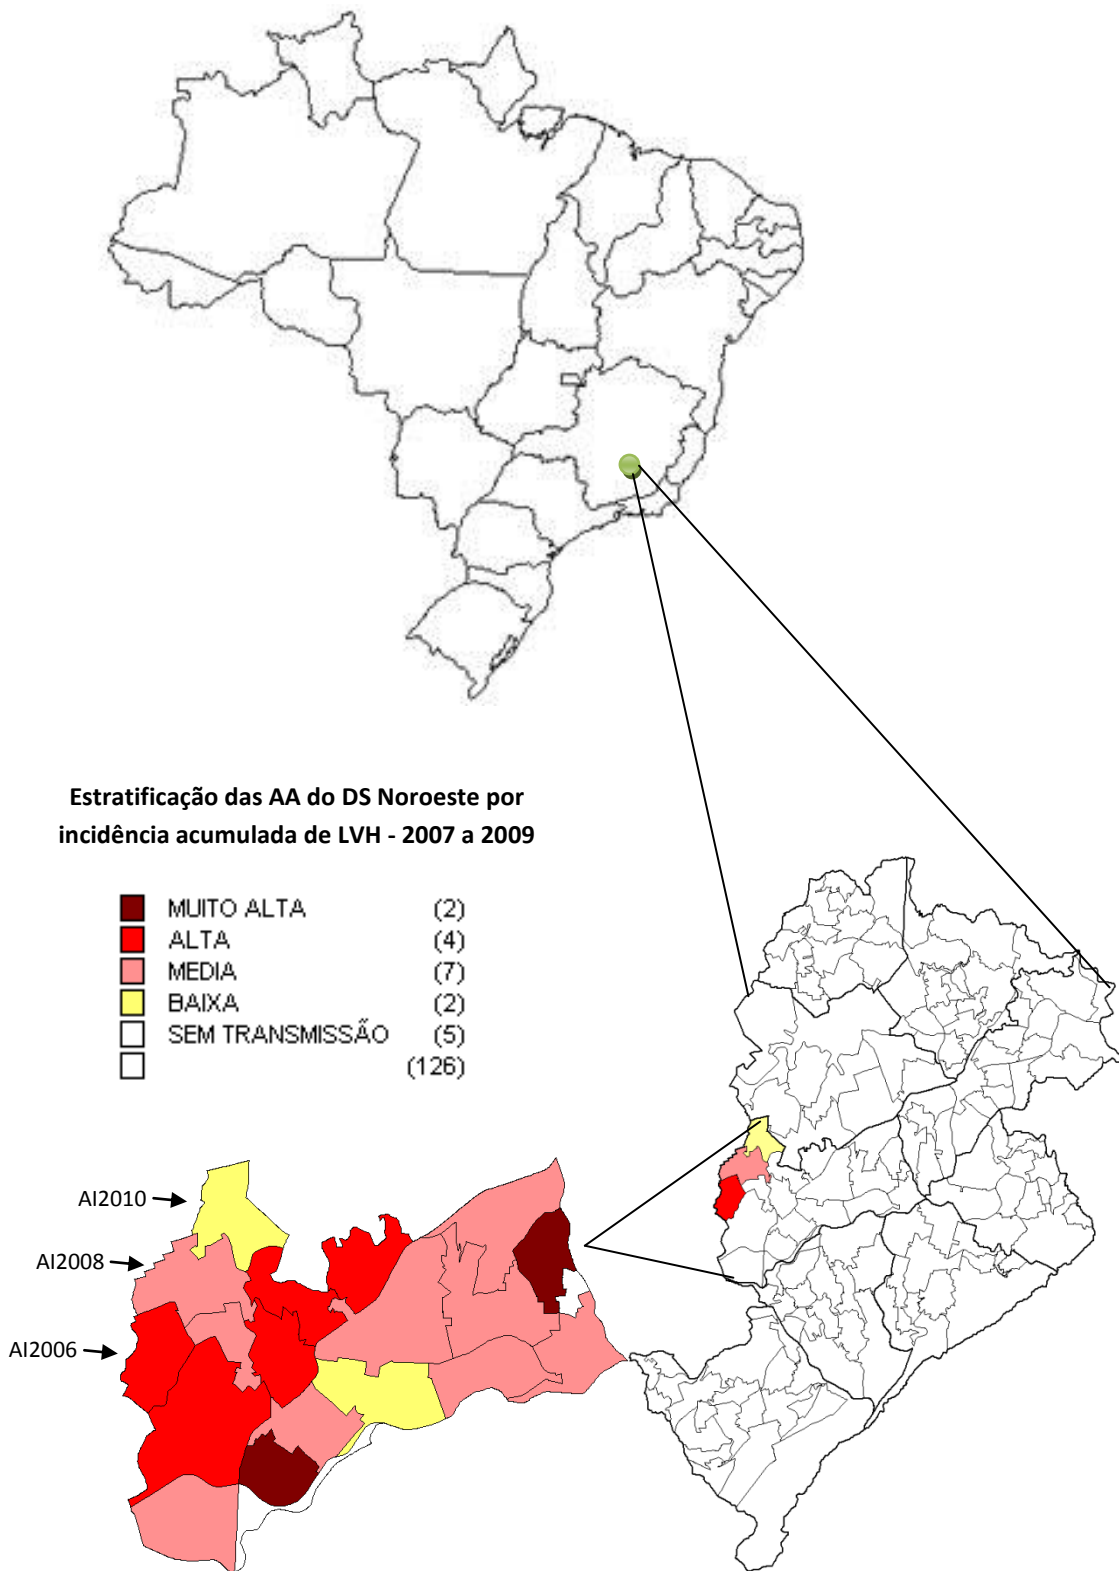 Estratificação das AA do DS Noroeste por
incidência acumulada de LVH - 2007 a 2009
MUITO ALTA (2)
ALTA (4)
MEDIA (7)
BAIXA (2)
SEM TRANSMISSÃO (5)
(126)
AI2010
AI2008
AI2006